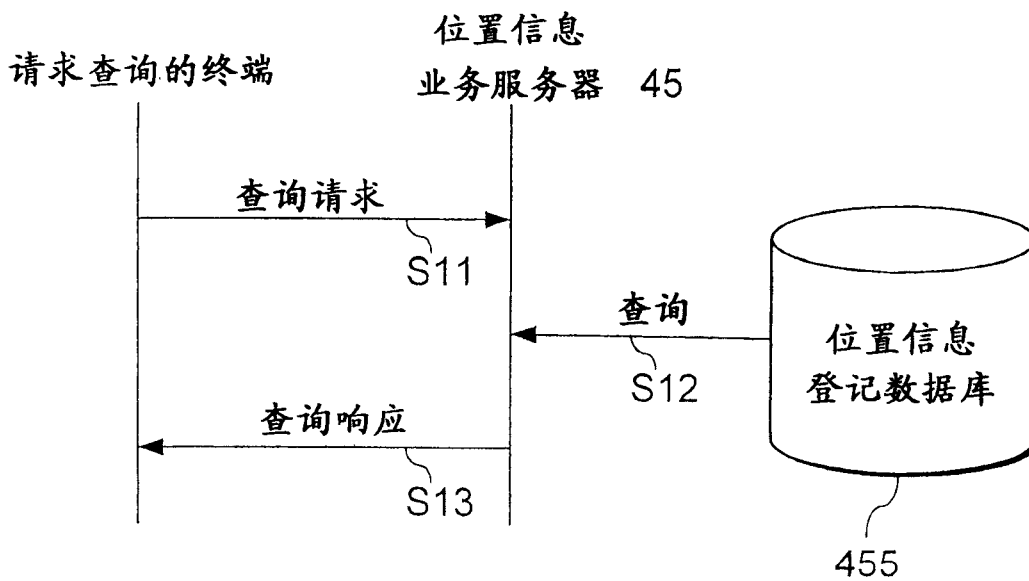 请求查询的终端
位置信息
业务服务器 45
查询请求
S11
查询
S12
位置信息
登记数据库
查询响应
S13
455